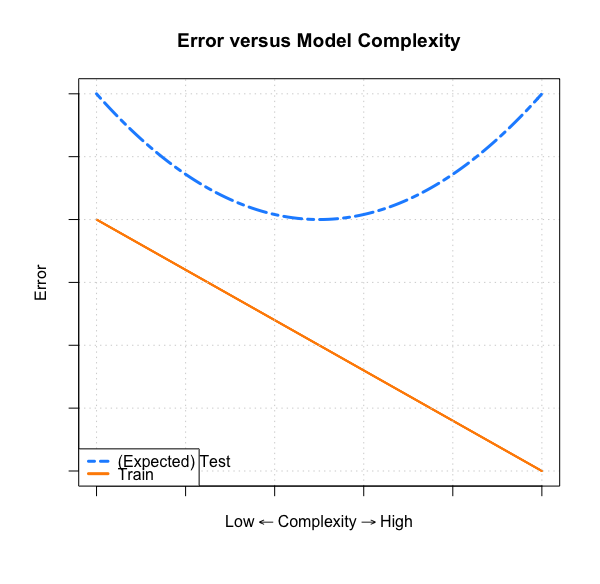 Error versus Model Complexity
Error
(Expected) Test
Train
Low ← Complexity → High